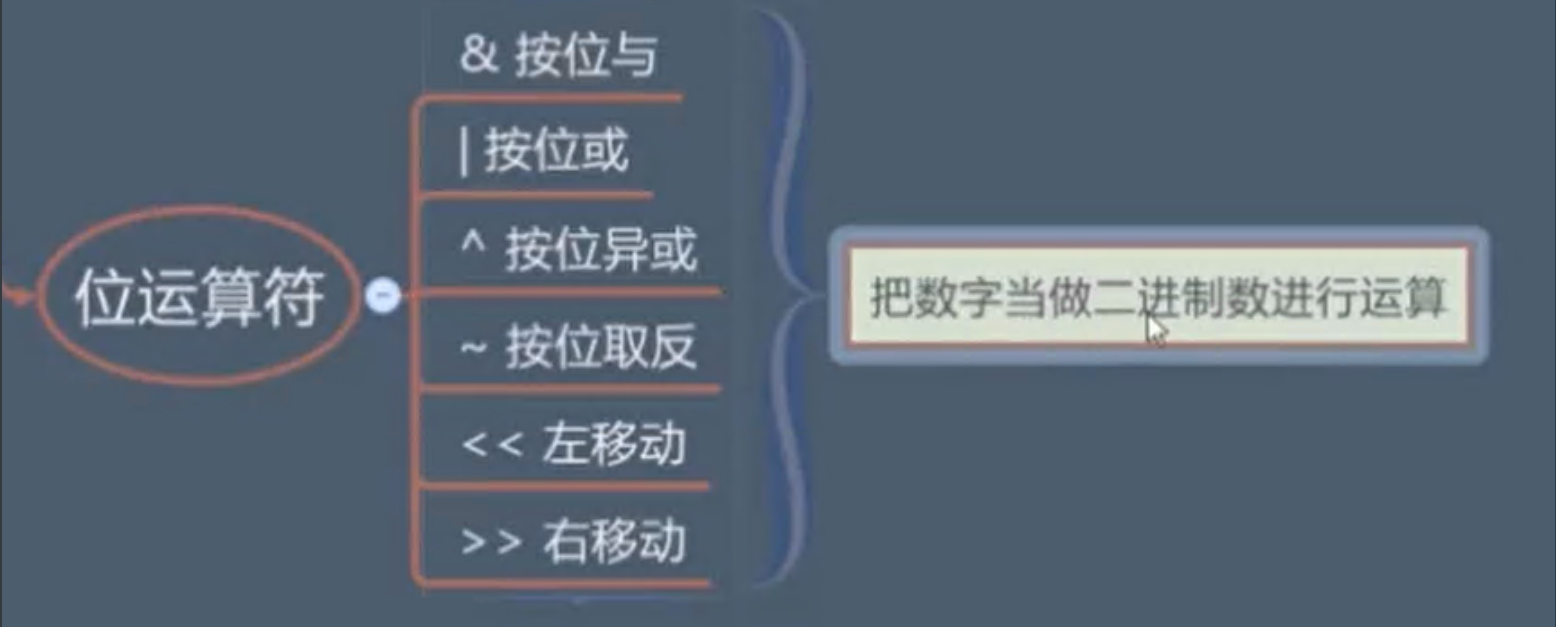 & 按位与
| 按位或
^ 按位异或
~ 按位取反
<< 左移动
>> 右移动
位运算符
把数字当做二进制数进行运算